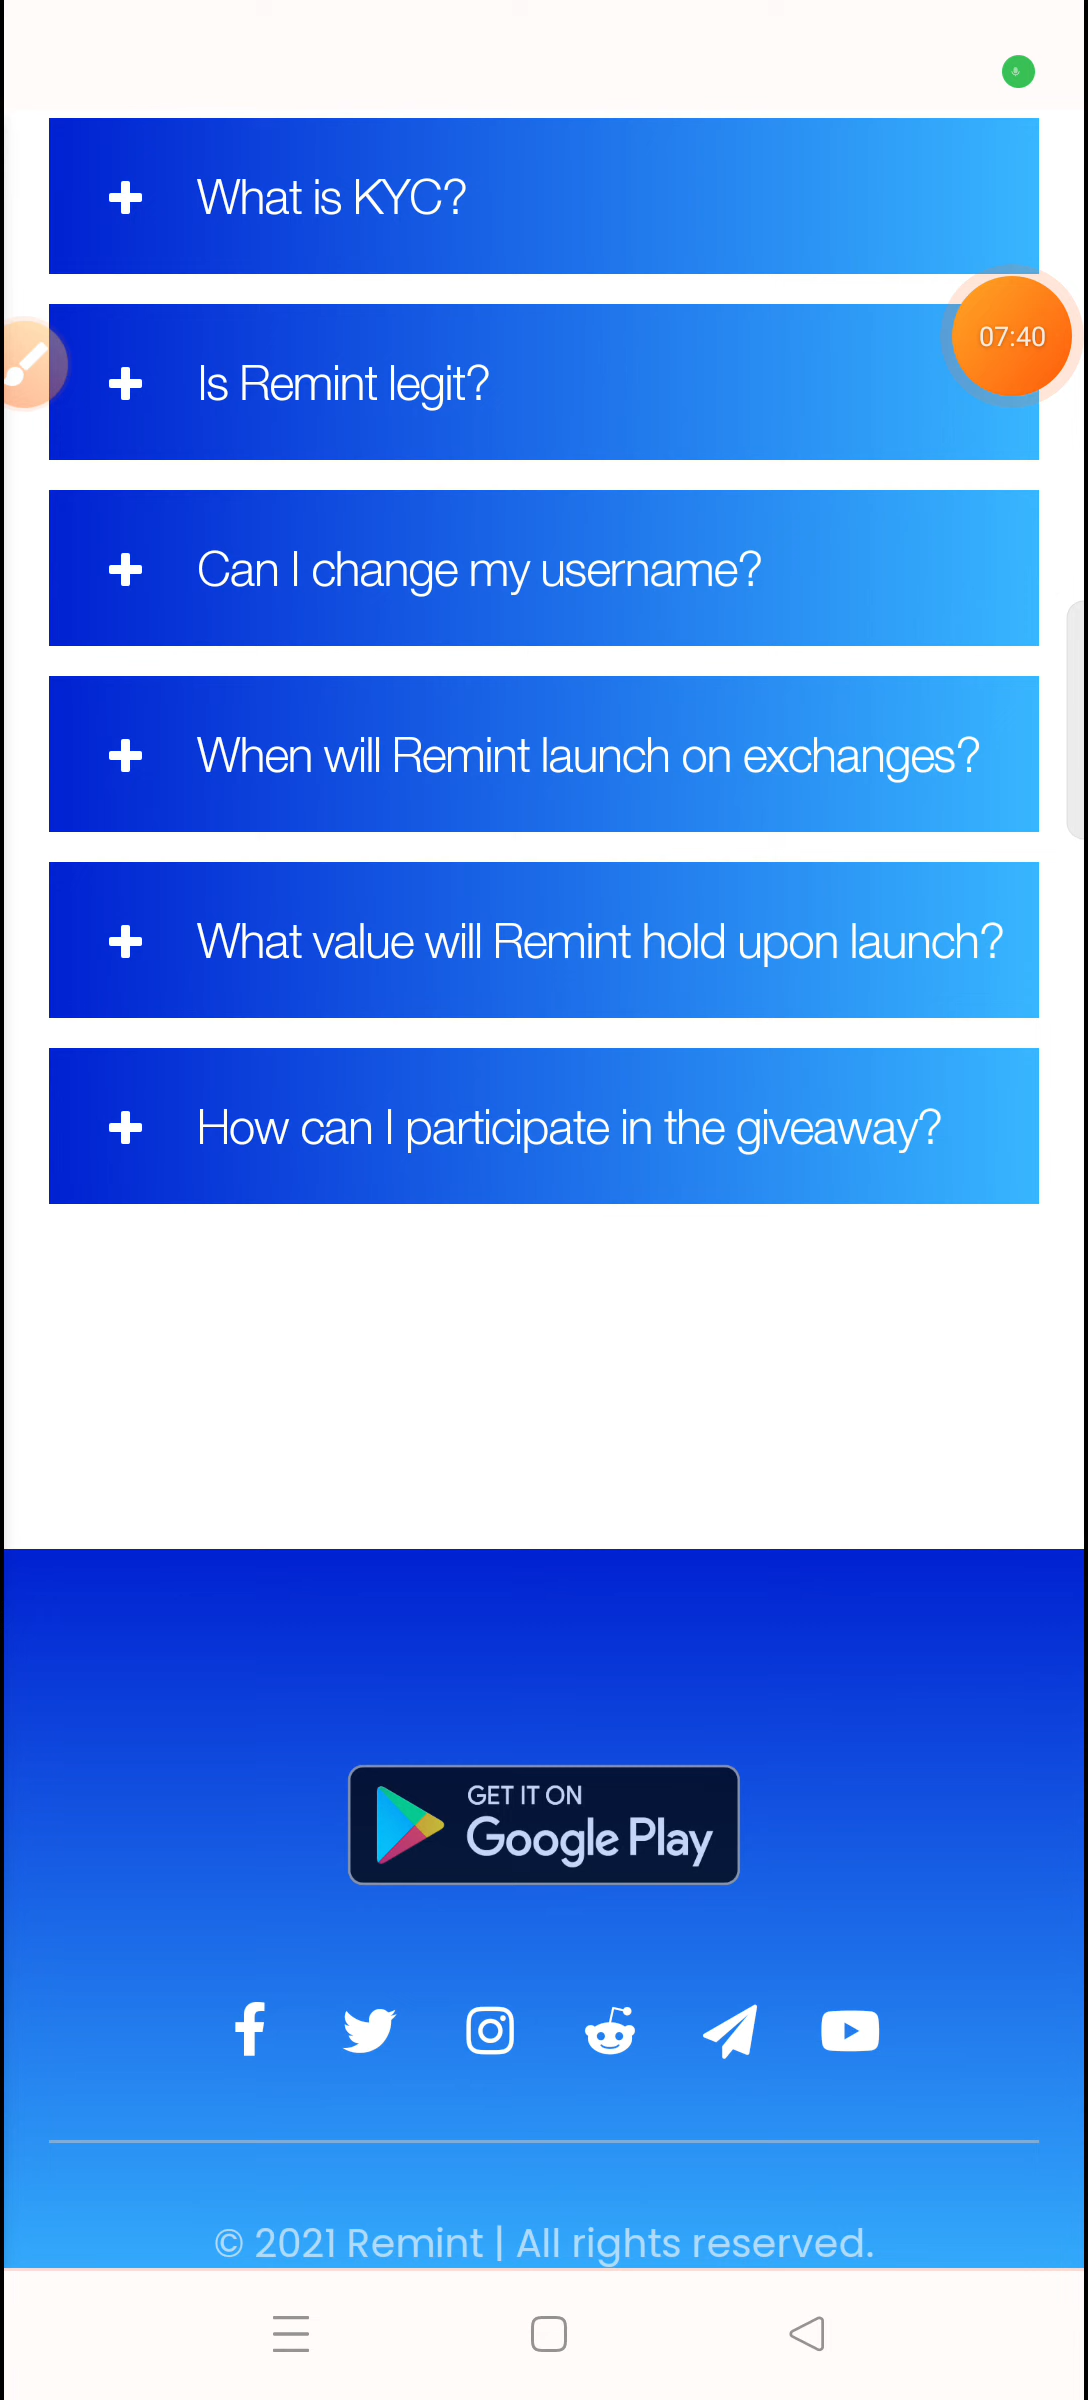 What is KYC?
07:40
Is Remint legit?
Can I change my username?
When will Remint launch on exchanges?
What value will Remint hold upon launch?
How can I participate in the giveaway?
GET IT ON
Google Play
© 2021 Remint | All rights reserved.